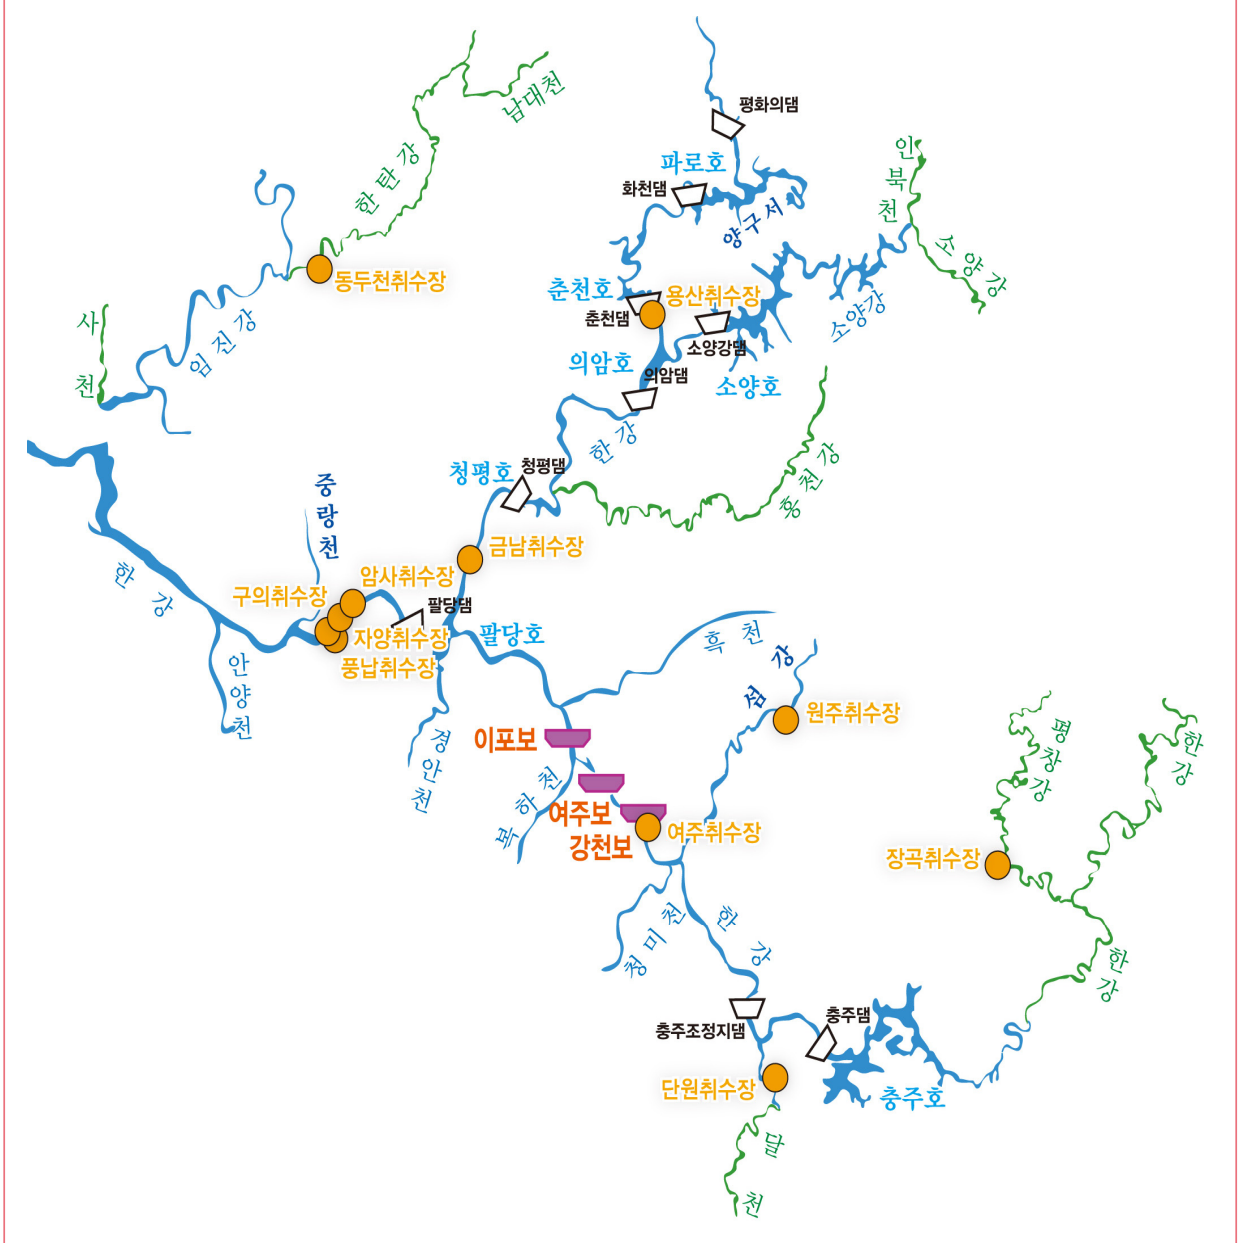 평화의댐
남대천
한탄강
파로호
화천댐
양구서
인북천
소양강
동두천취수장
춘천호
용산취수장
춘천댐
소양강댐
소양강
임진강
사천
의암호
의암댐
소양호
한강
청평호
청평댐
홍천강
중랑천
금남취수장
한강
암사취수장
구의취수장
팔당댐
자양취수장
풍납취수장
팔당호
흑천
섬강
안양천
원주취수장
경안천
이포보
복하천
여주보
강천보
여주취수장
평창강
한강
장곡취수장
청미천
한강
한강
충주조정지댐
충주댐
단원취수장
충주호
달천